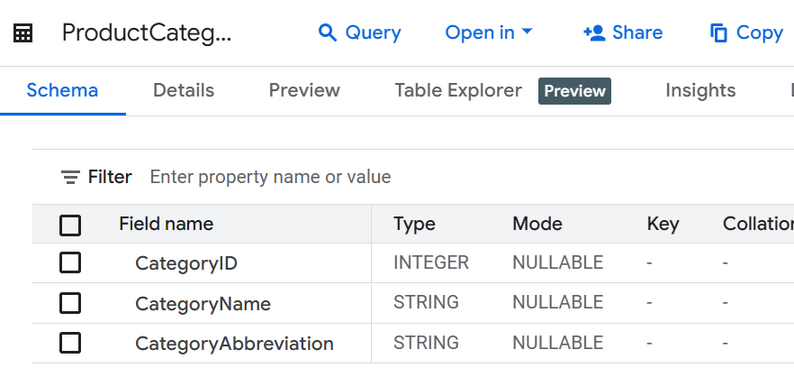 ProductCateg... Query Open in Share Copy
Schema Details Preview Table Explorer Preview Insights
Filter Enter property name or value
Field name Type Mode Key Collation
CategoryID INTEGER NULLABLE - -
CategoryName STRING NULLABLE - -
CategoryAbbreviation STRING NULLABLE - -